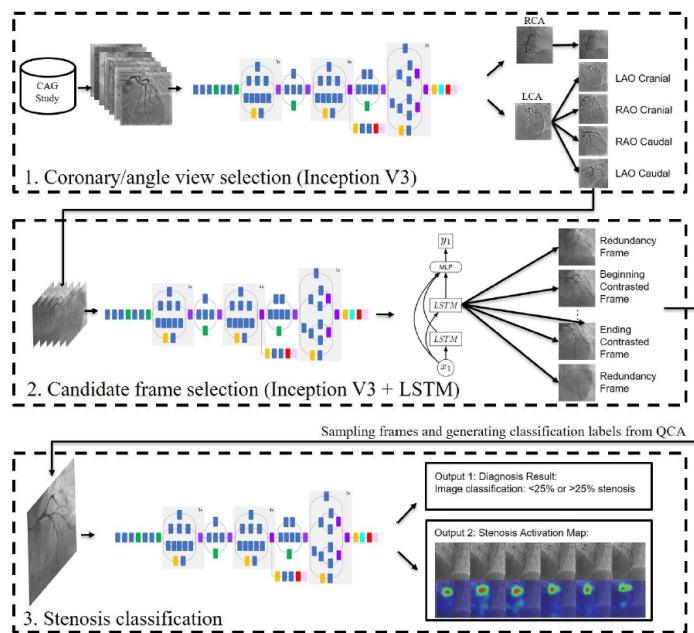 CAG
Study
RCA
LCA
LAO Cranial
RAO Cranial
RAO Caudal
LAO Caudal
1. Coronary/angle view selection (Inception V3)
y1
MLP
LSTM
LSTM
x1
Redundancy
Frame
Beginning
Contrasted
Frame
Ending
Contrasted
Frame
Redundancy
Frame
2. Candidate frame selection (Inception V3 + LSTM)
Sampling frames and generating classification labels from QCA
Output 1: Diagnosis Result:
Image classification: <25% or >25% stenosis
Output 2: Stenosis Activation Map:
3. Stenosis classification